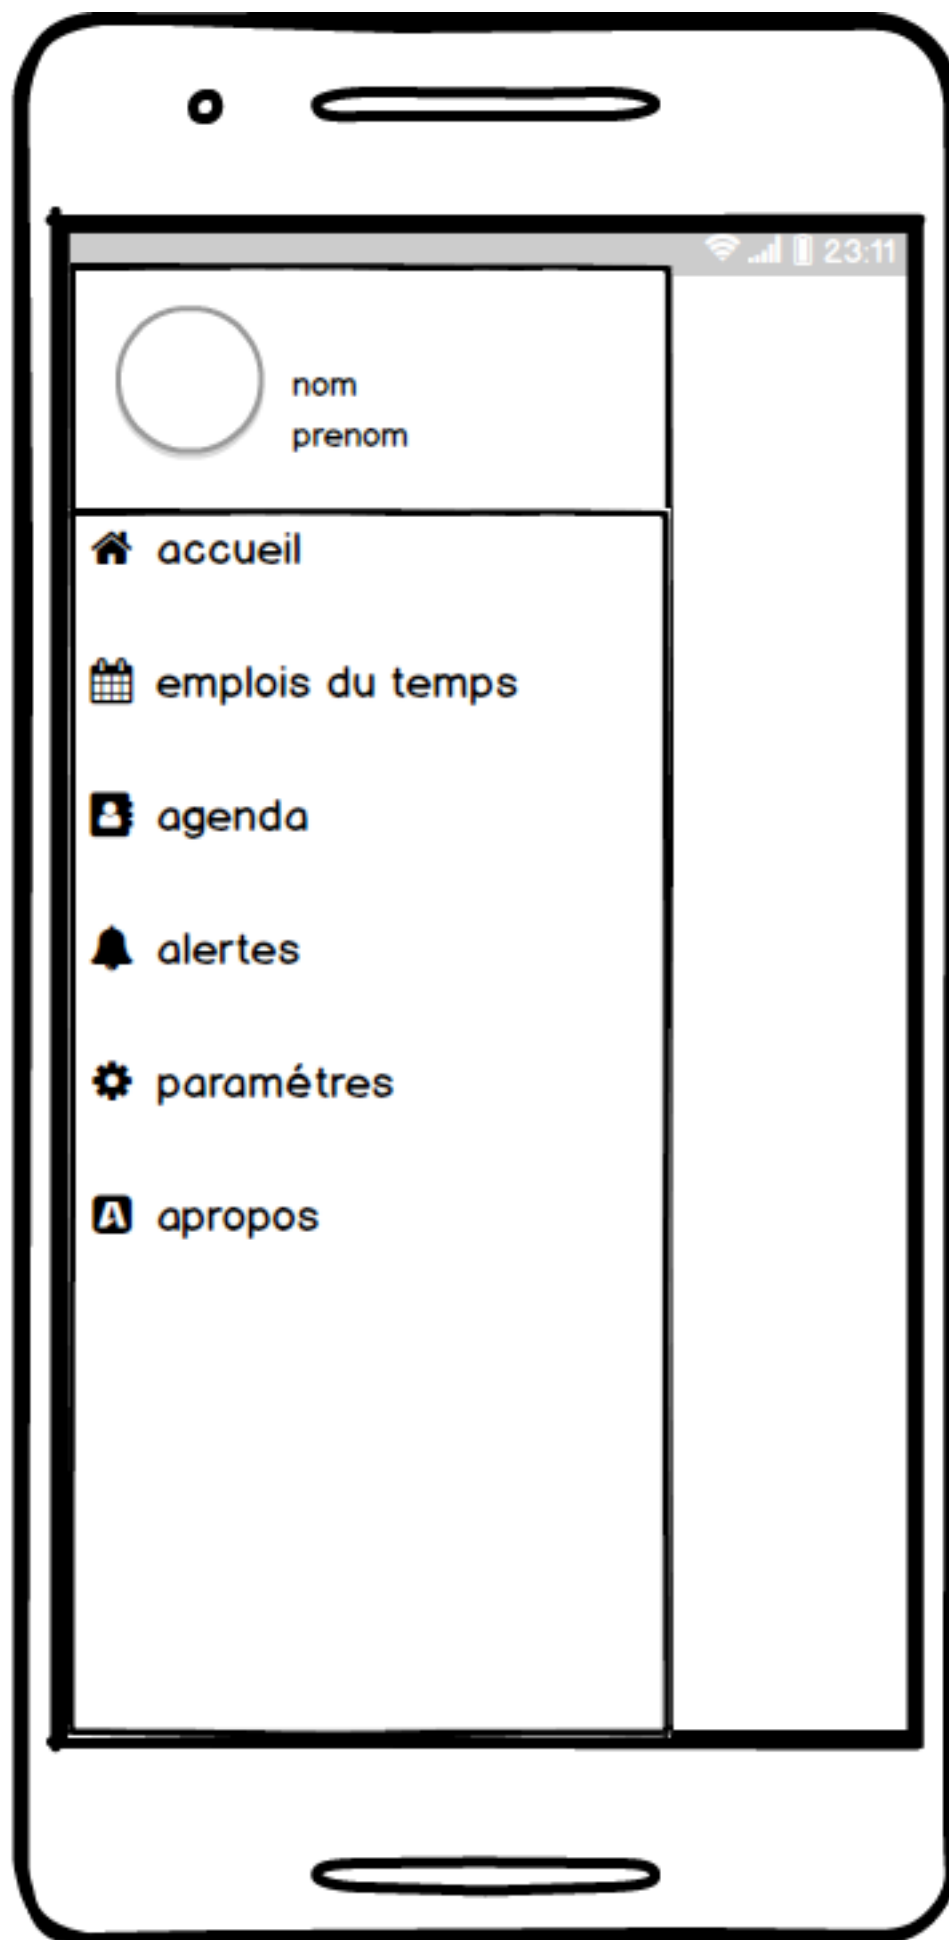 23:11
nom
prenom
accueil
emplois du temps
agenda
alertes
paramétres
A apropos